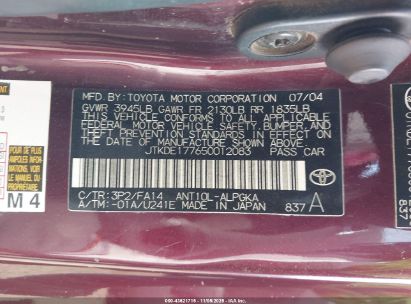 MFD. BY: TOYOTA MOTOR CORPORATION 07/04
GVWR 3945LB GAWR FR 2130LB RR 1835LB
THIS VEHICLE CONFORMS TO ALL APPLICABLE
FEDERAL MOTOR VEHICLE SAFETY, BUMPER, AND
THEFT PREVENTION STANDARDS IN EFFECT ON
THE DATE OF MANUFACTURE SHOWN ABOVE.
JTKDE177650012083
C/TR: 3P2/FA14 ANT10L-ALPGKA
A/TM: -01A/U241E MADE IN JAPAN 837 A
M 4